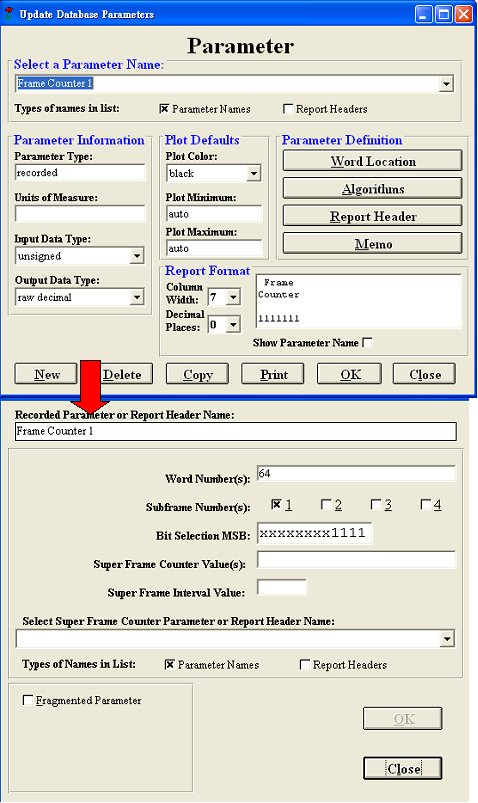 Update Database Parameters
Parameter
Select a Parameter Name:
Frame Counter 1
Types of names in list: Parameter Names Report Headers
Parameter Information
Parameter Type:
recorded
Units of Measure:
Input Data Type:
unsigned
Output Data Type:
raw decimal
Plot Defaults
Plot Color:
black
Plot Minimum:
auto
Plot Maximum:
auto
Parameter Definition
Word Location
Algorithms
Report Header
Memo
Report Format
Column
Width: 7
Decimal
Places: 0
Frame
Counter
1111111
Show Parameter Name
New Delete Copy Print OK Close
Recorded Parameter or Report Header Name:
Frame Counter 1
Word Number(s): 64
Subframe Number(s): 1 2 3 4
Bit Selection MSB: xxxxxxxx1111
Super Frame Counter Value(s):
Super Frame Interval Value:
Select Super Frame Counter Parameter or Report Header Name:
Types of Names in List: Parameter Names Report Headers
Fragmented Parameter
OK
Close